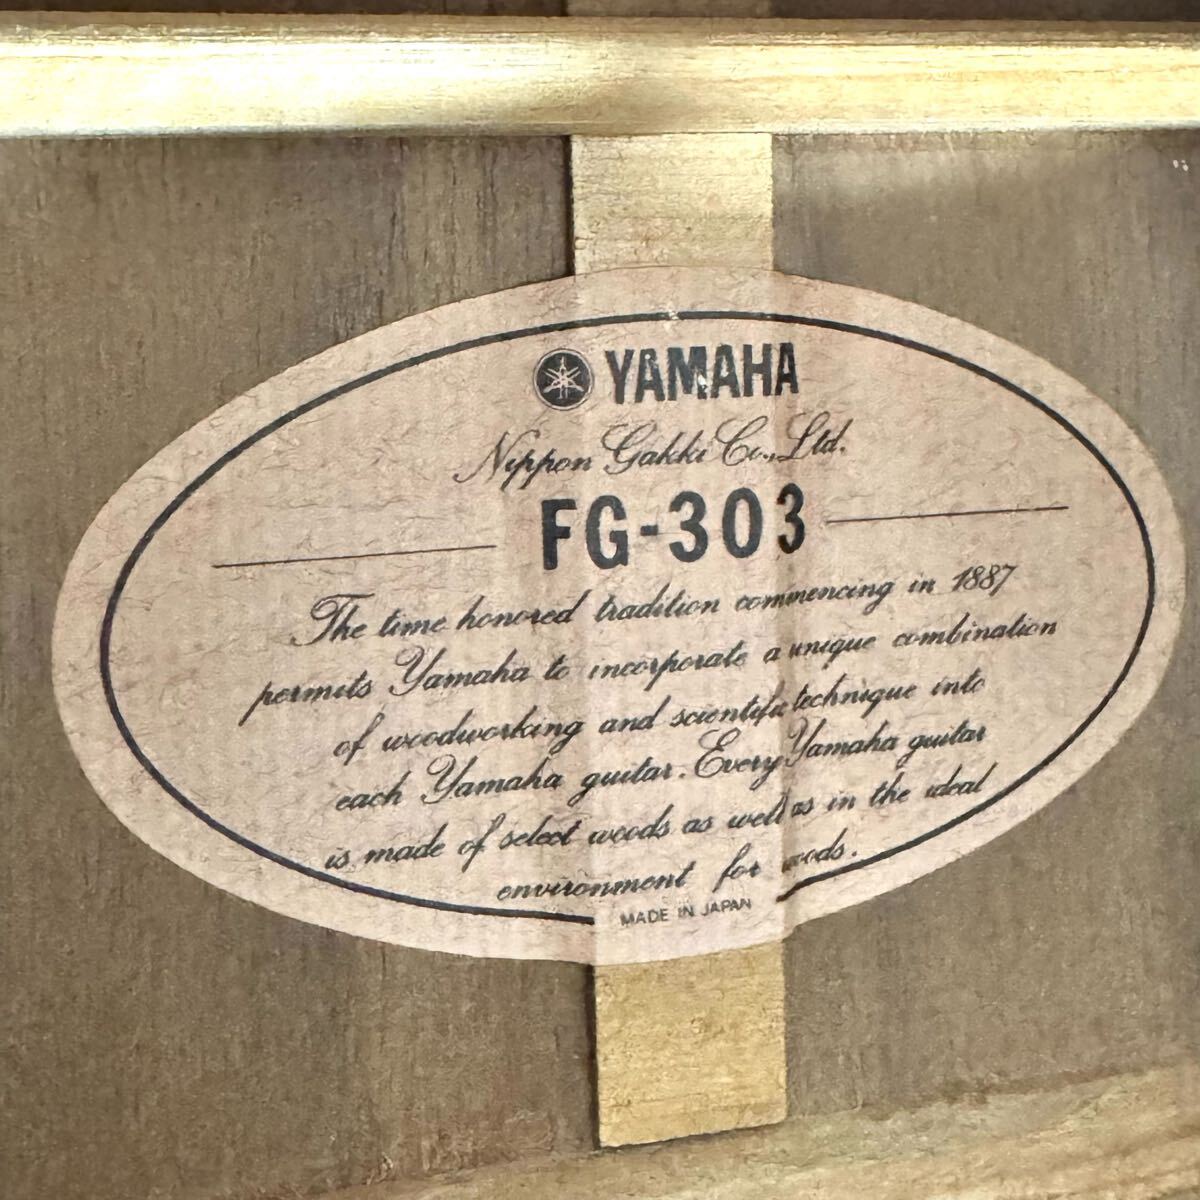 YAMAHA
Nippon Gakki Co., Ltd.
FG-303
The time honored tradition commencing in 1887
permits Yamaha to incorporate a unique combination
of woodworking and scientific technique into
each Yamaha guitar. Every Yamaha guitar
is made of select woods as well as in the ideal
environment for woods.
MADE IN JAPAN